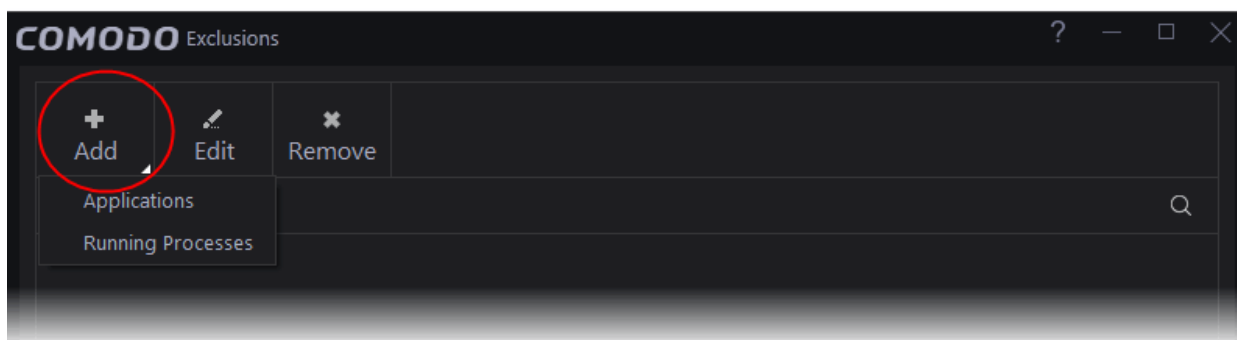 COMODO Exclusions ?
Add Edit Remove
Applications
Running Processes